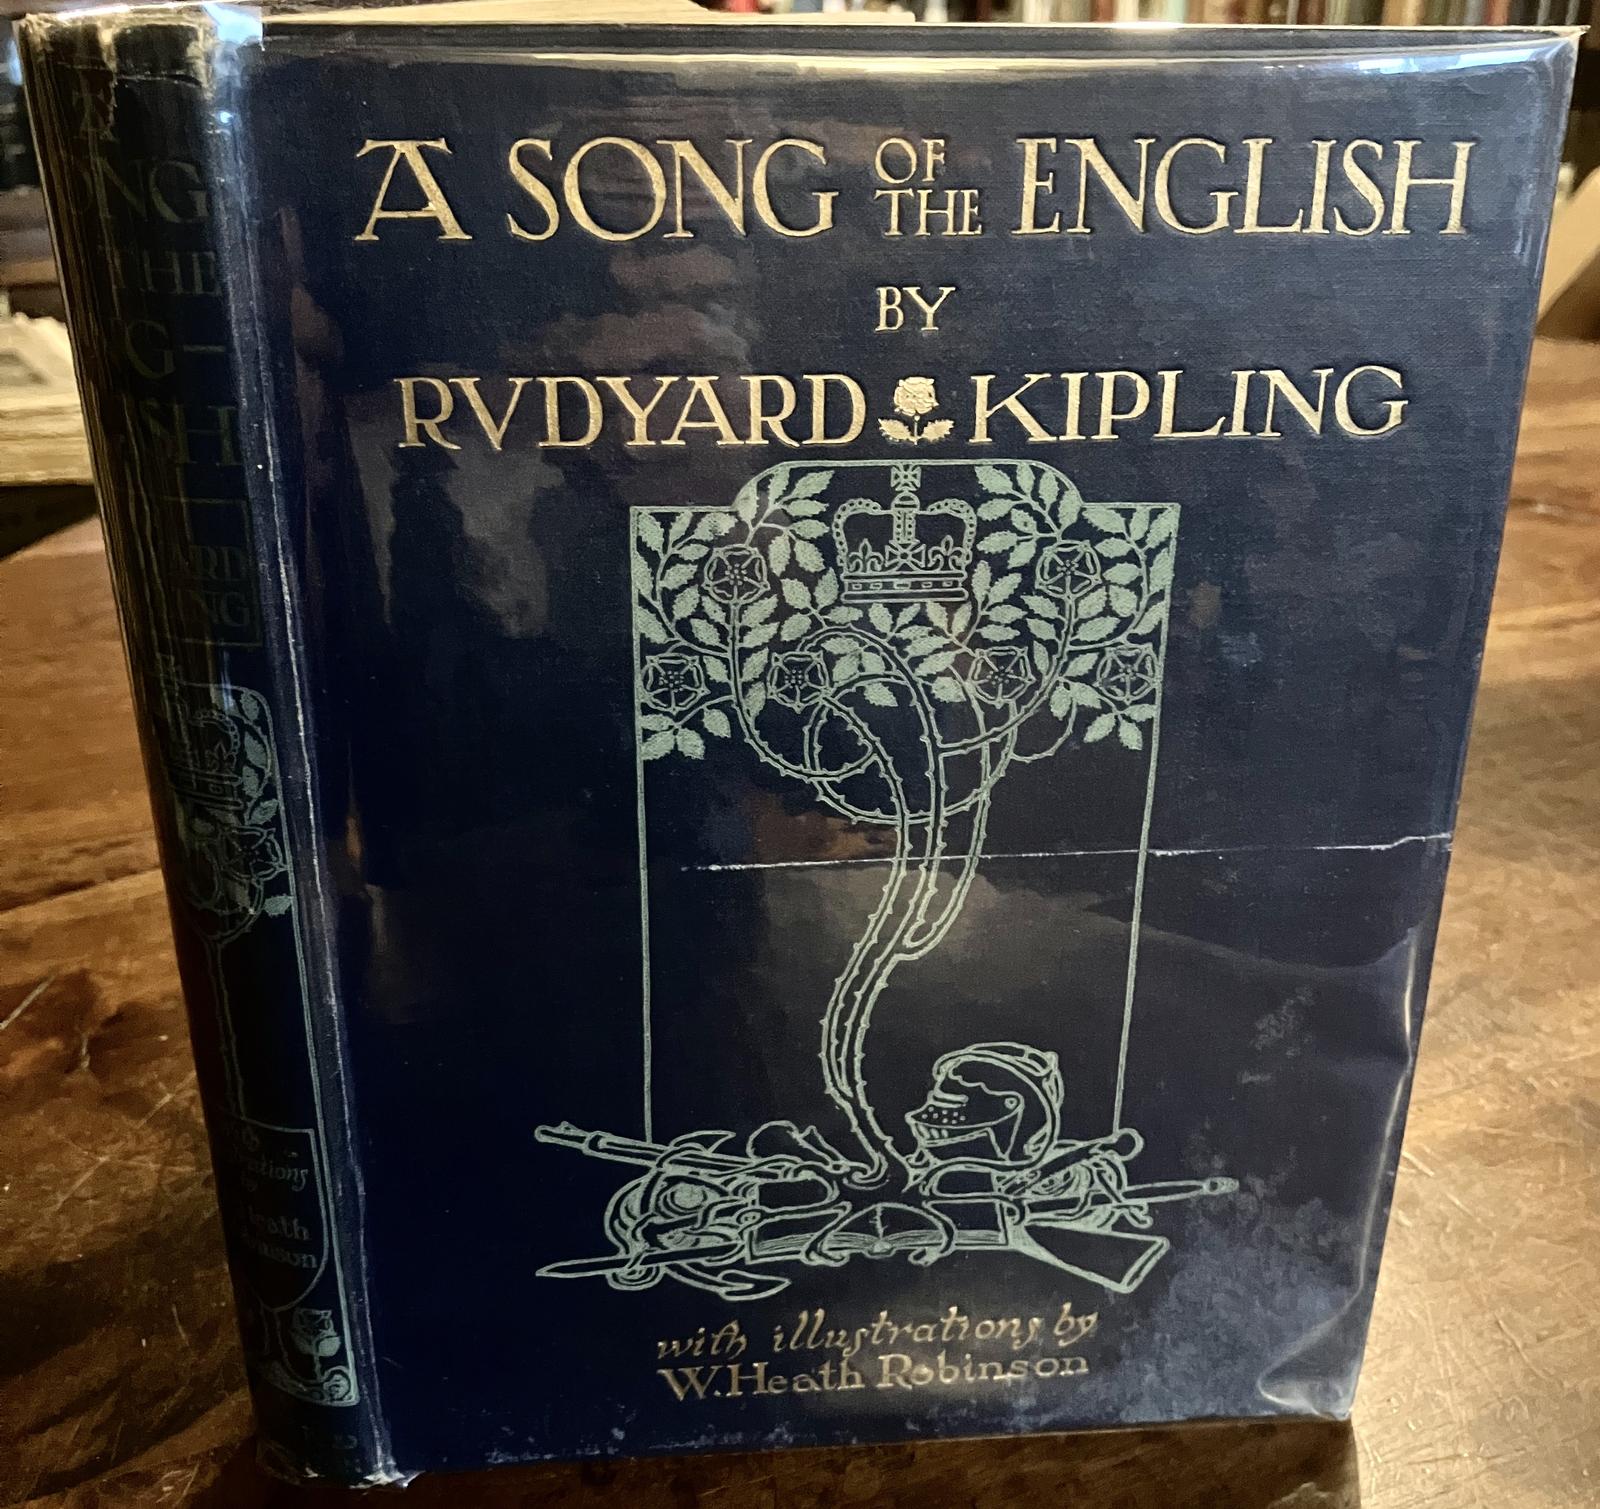 A SONG OF THE ENGLISH
BY
RVDYARD KIPLING
with illustrations by
W. Heath Robinson